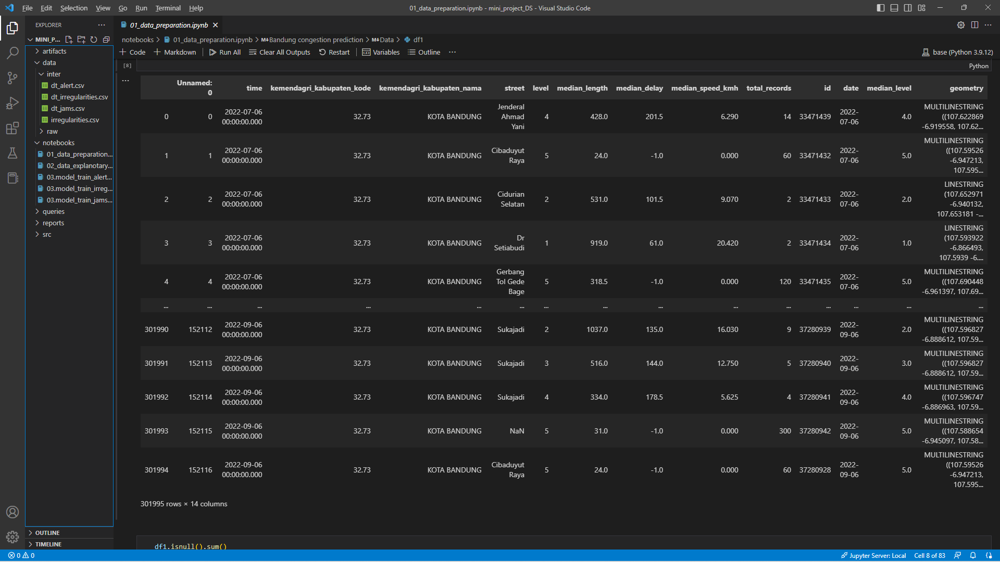 File Edit Selection View Go Run Terminal Help
01_data_preparation.ipynb - mini_project_DS - Visual Studio Code
EXPLORER
MINI_P...
artifacts
data
inter
dt_alert.csv
dt_irregularities.csv
dt_jams.csv
irregularities.csv
raw
notebooks
01_data_preparation...
02_data_explanotary...
03.model_train_alert...
03.model_train_irreg...
03.model_train_jams...
queries
reports
src
OUTLINE
TIMELINE
01_data_preparation.ipynb
notebooks > 01_data_preparation.ipynb > M↓Bandung congestion prediction > M↓Data > df1
+ Code + Markdown Run All Clear All Outputs Restart Variables Outline ...
base (Python 3.9.12)
[8]
Python
...
Unnamed: 0 time kemendagri_kabupaten_kode kemendagri_kabupaten_nama street level median_length median_delay median_speed_kmh total_records id date median_level geometry
0 0 2022-07-06 00:00:00.000 32.73 KOTA BANDUNG Jenderal Ahmad Yani 4 428.0 201.5 6.290 14 33471439 2022-07-06 4.0 MULTILINESTRING ((107.622869 -6.919558, 107.62...
1 1 2022-07-06 00:00:00.000 32.73 KOTA BANDUNG Cibaduyut Raya 5 24.0 -1.0 0.000 60 33471432 2022-07-06 5.0 MULTILINESTRING ((107.59526 -6.947213, 107.595...
2 2 2022-07-06 00:00:00.000 32.73 KOTA BANDUNG Cidurian Selatan 2 531.0 101.5 9.070 2 33471433 2022-07-06 2.0 LINESTRING (107.652971 -6.940132, 107.653181 -...
3 3 2022-07-06 00:00:00.000 32.73 KOTA BANDUNG Dr Setiabudi 1 919.0 61.0 20.420 2 33471434 2022-07-06 1.0 LINESTRING (107.593922 -6.866493, 107.5939 -6....
4 4 2022-07-06 00:00:00.000 32.73 KOTA BANDUNG Gerbang Tol Gede Bage 5 318.5 -1.0 0.000 120 33471435 2022-07-06 5.0 MULTILINESTRING ((107.690448 -6.961397, 107.69...
... ... ... ... ... ... ... ... ... ... ... ... ... ... ...
301990 152112 2022-09-06 00:00:00.000 32.73 KOTA BANDUNG Sukajadi 2 1037.0 135.0 16.030 9 37280939 2022-09-06 2.0 MULTILINESTRING ((107.596827 -6.888612, 107.59...
301991 152113 2022-09-06 00:00:00.000 32.73 KOTA BANDUNG Sukajadi 3 516.0 144.0 12.750 5 37280940 2022-09-06 3.0 MULTILINESTRING ((107.596827 -6.888612, 107.59...
301992 152114 2022-09-06 00:00:00.000 32.73 KOTA BANDUNG Sukajadi 4 334.0 178.5 5.625 4 37280941 2022-09-06 4.0 MULTILINESTRING ((107.596747 -6.886963, 107.59...
301993 152115 2022-09-06 00:00:00.000 32.73 KOTA BANDUNG NaN 5 31.0 -1.0 0.000 300 37280942 2022-09-06 5.0 MULTILINESTRING ((107.588654 -6.945097, 107.58...
301994 152116 2022-09-06 00:00:00.000 32.73 KOTA BANDUNG Cibaduyut Raya 5 24.0 -1.0 0.000 60 37280928 2022-09-06 5.0 MULTILINESTRING ((107.59526 -6.947213, 107.595...
301995 rows × 14 columns
df1.isnull().sum()
0 0
Jupyter Server: Local Cell 8 of 83